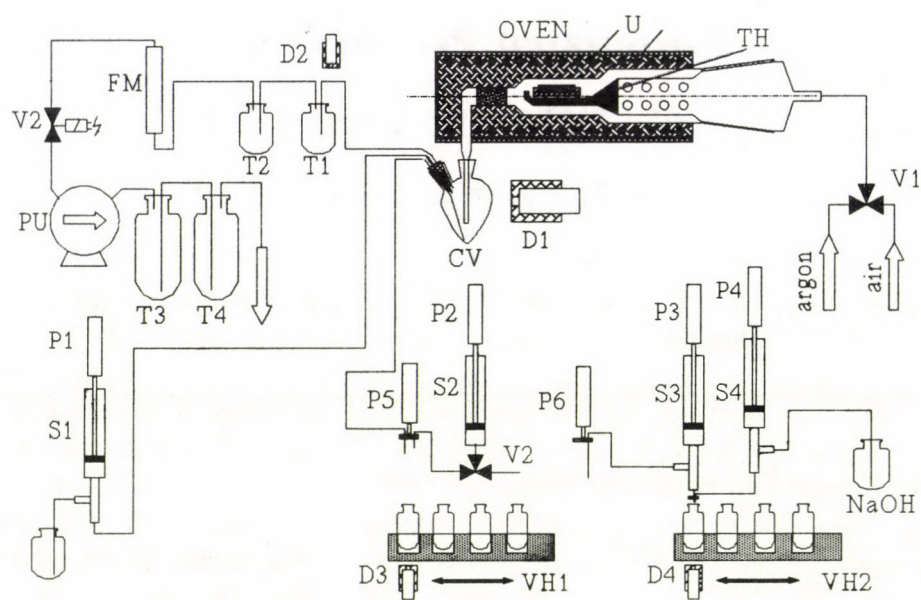 OVEN
U
TH
D2
FM
V2
T2
T1
PU
V1
CV
D1
argon
air
T3
T4
P1
P2
P3
P4
P5
S2
P6
S3
S4
S1
V2
NaOH
D3
VH1
D4
VH2